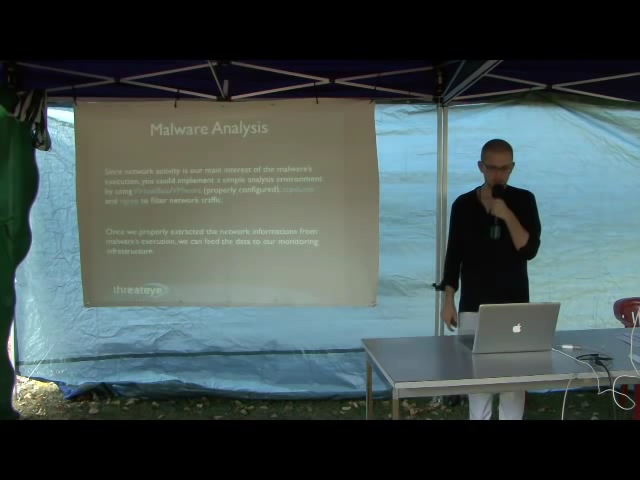 Malware Analysis
Since network activity is our main interest of the malware's
execution, you could implement a simple analysis environment
by using VirtualBox/VMware (properly configured),
and to filter network traffic.
Once we properly extracted the network informations from
malware's execution, we can feed the data to our monitoring
infrastructure.
threateye